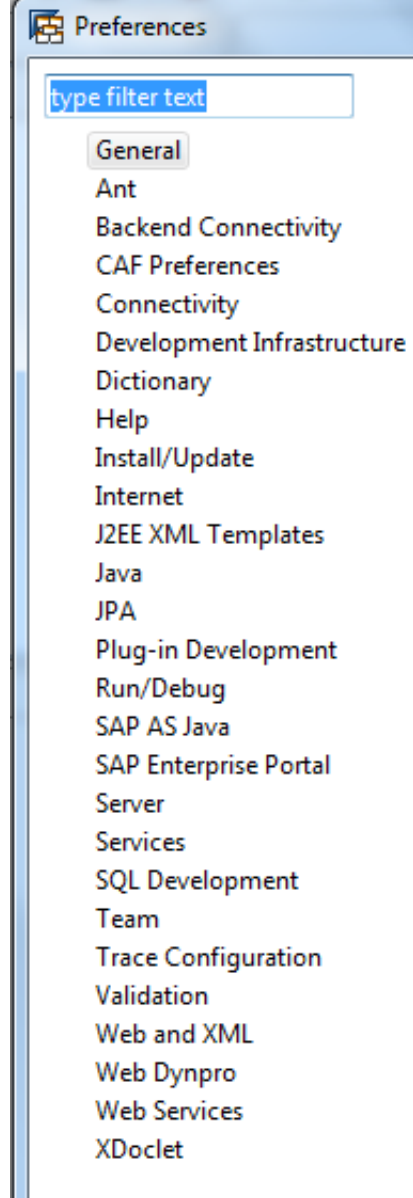 Preferences
type filter text
General
Ant
Backend Connectivity
CAF Preferences
Connectivity
Development Infrastructure
Dictionary
Help
Install/Update
Internet
J2EE XML Templates
Java
JPA
Plug-in Development
Run/Debug
SAP AS Java
SAP Enterprise Portal
Server
Services
SQL Development
Team
Trace Configuration
Validation
Web and XML
Web Dynpro
Web Services
XDoclet